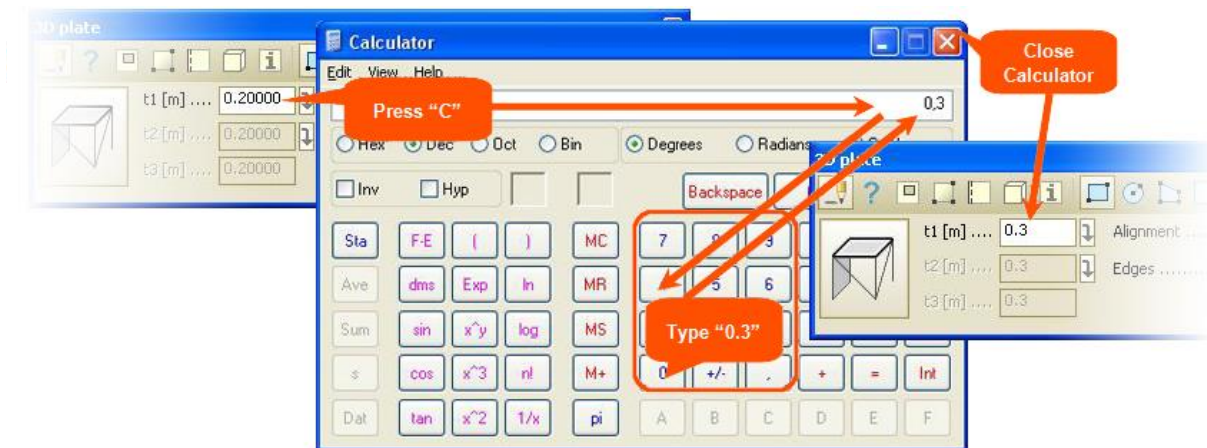 3D plate
t1 [m] .... 0.20000
t2 [m] .... 0.20000
t3 [m] .... 0.20000
Calculator
Edit View Help
Press “C”
0,3
Hex Dec Oct Bin
Degrees Radians
Inv Hyp
Backspace
Sta F-E ( ) MC 7 8 9
Ave dms Exp ln MR 5 6
Sum sin x^y log MS
s cos x^3 n! M+ 0 +/- , + = Int
Dat tan x^2 1/x pi A B C D E F
Type “0.3”
Close
Calculator
3D plate
t1 [m] .... 0.3 Alignment
t2 [m] .... 0.3 Edges
t3 [m] .... 0.3